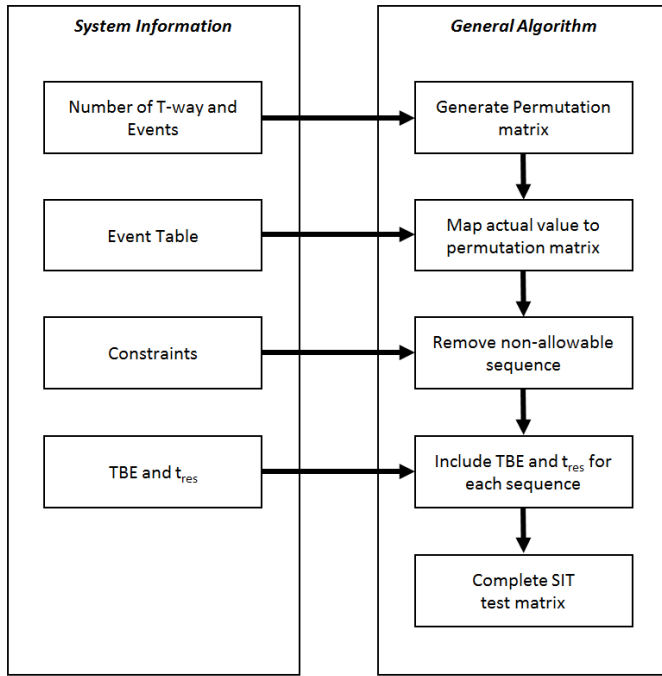 System Information
Number of T-way and
Events
Event Table
Constraints
TBE and tres
General Algorithm
Generate Permutation
matrix
Map actual value to
permutation matrix
Remove non-allowable
sequence
Include TBE and tres for
each sequence
Complete SIT
test matrix